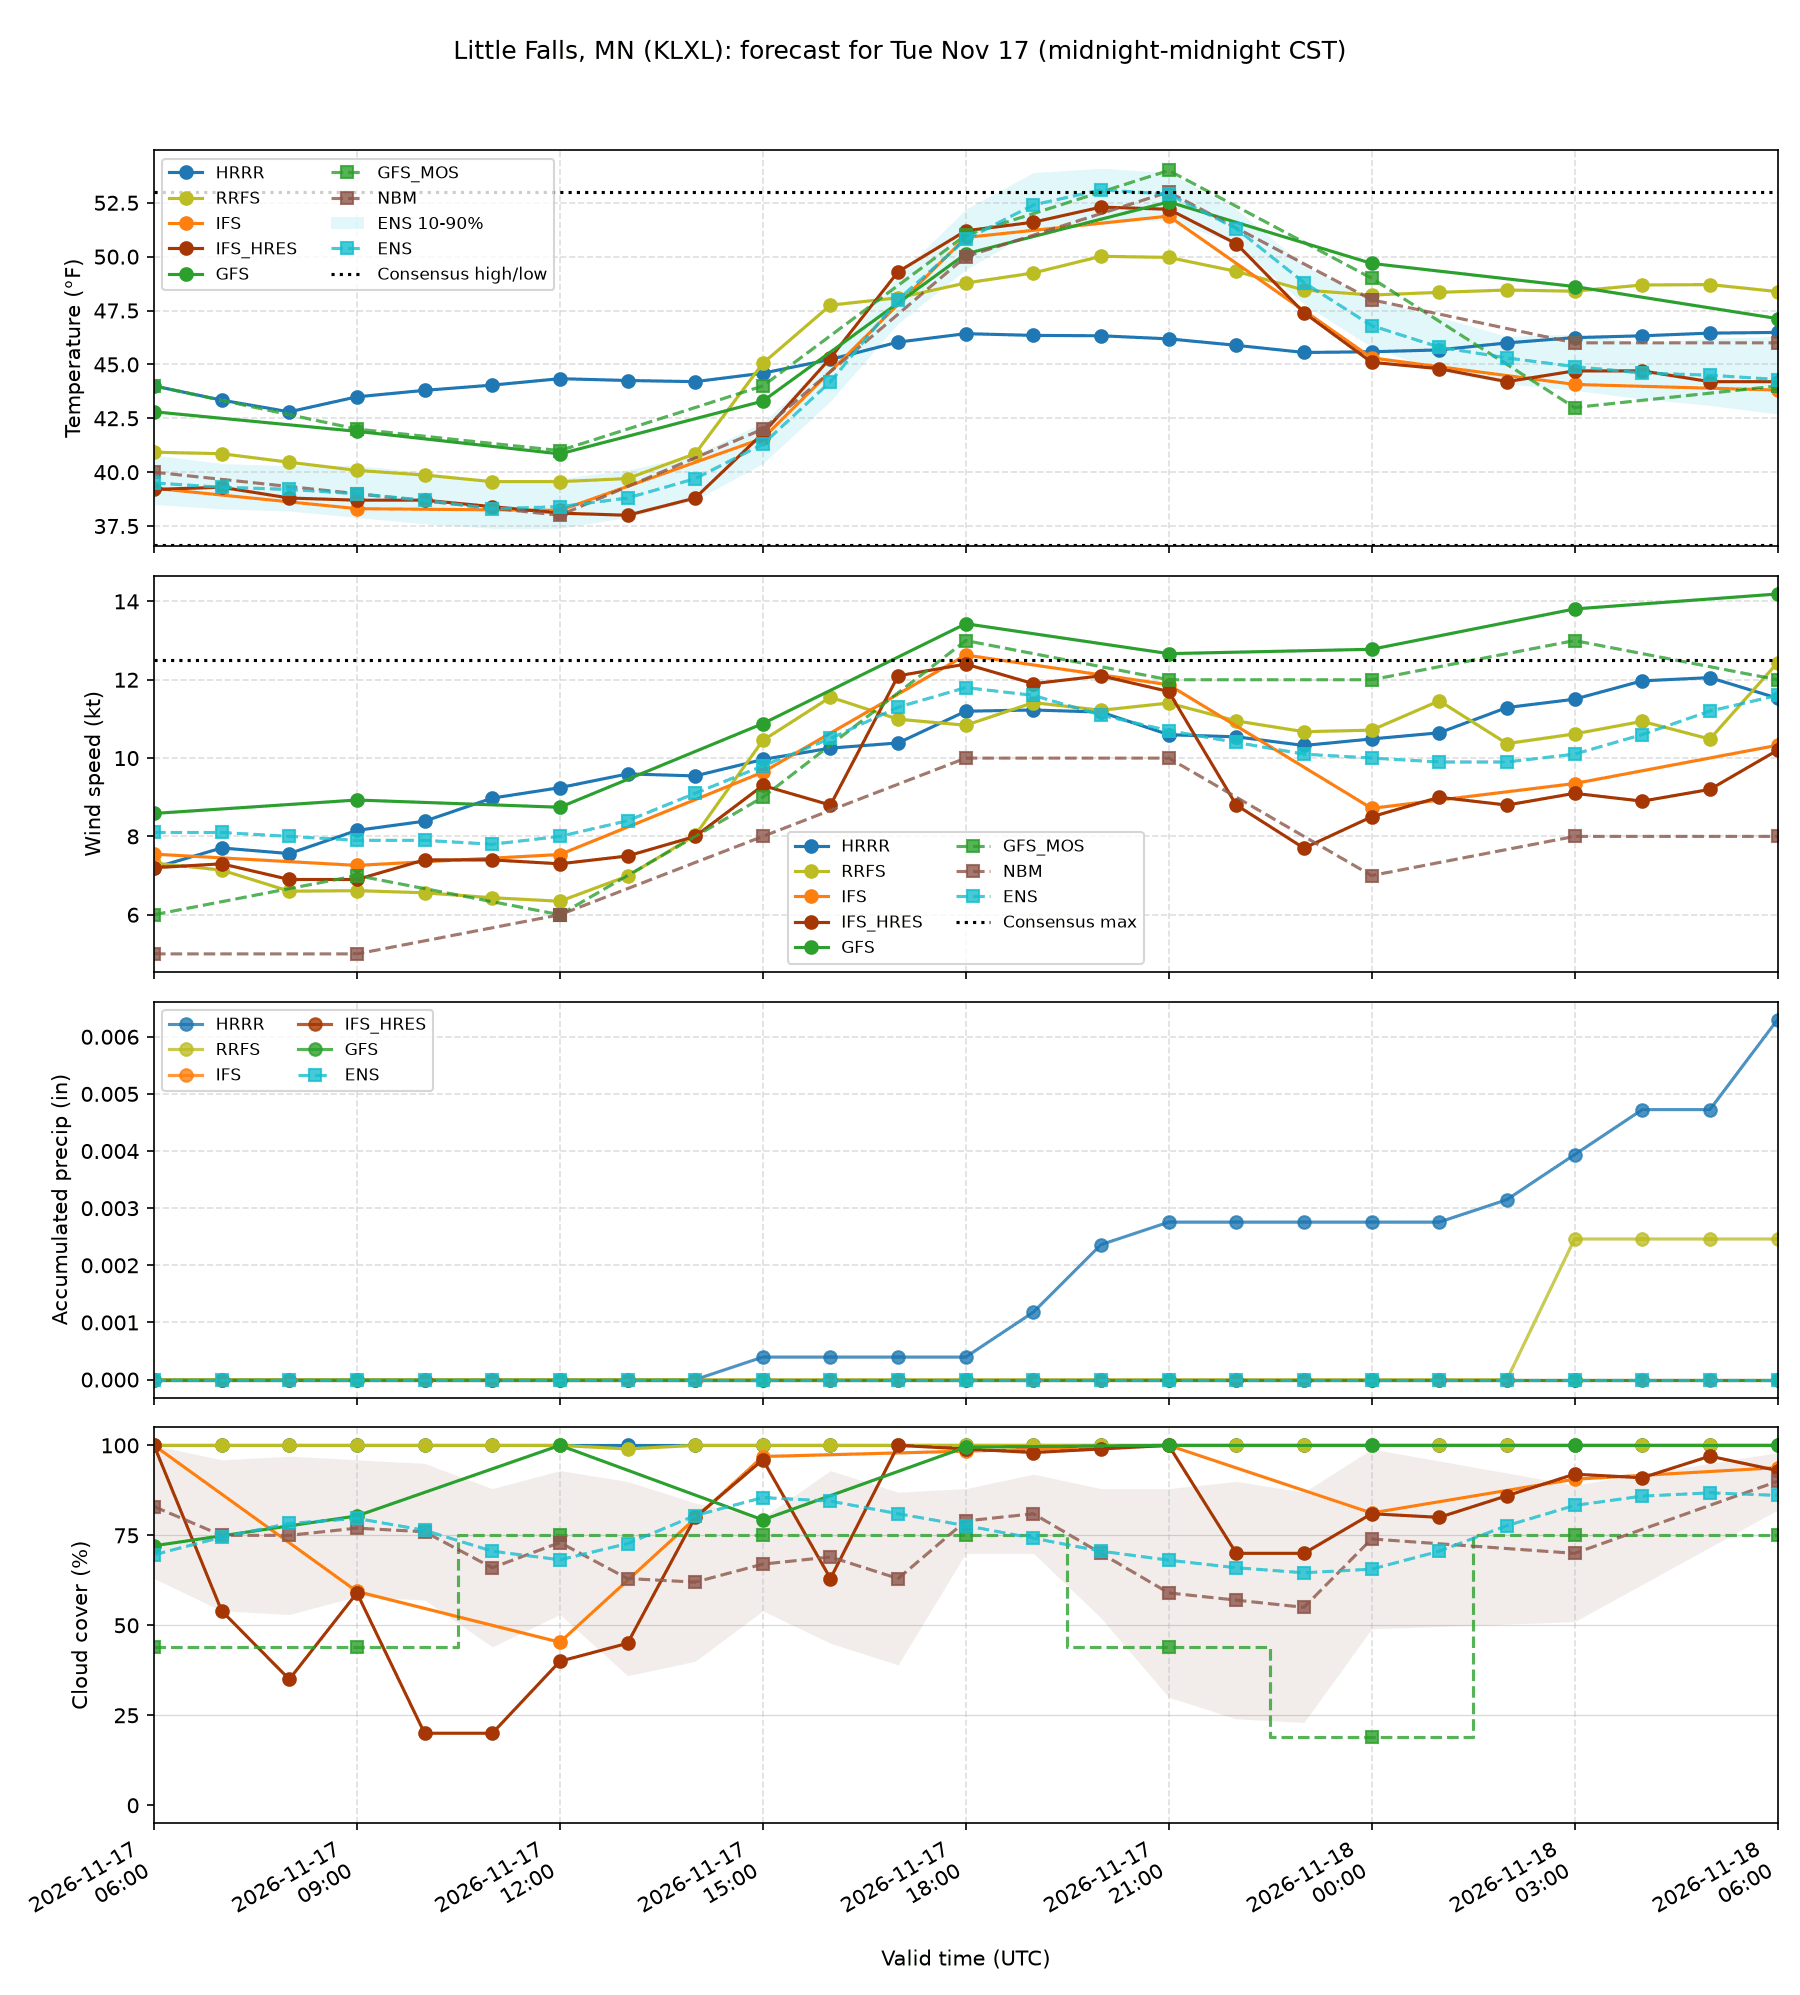 Little Falls, MN (KLXL): forecast for Tue Nov 17 (midnight-midnight CST)
Temperature (°F)
52.5
50.0
47.5
45.0
42.5
40.0
37.5
HRRR
RRFS
IFS
IFS_HRES
GFS
GFS_MOS
NBM
ENS 10-90%
ENS
Consensus high/low
Wind speed (kt)
14
12
10
8
6
HRRR
RRFS
IFS
IFS_HRES
GFS
GFS_MOS
NBM
ENS
Consensus max
Accumulated precip (in)
0.006
0.005
0.004
0.003
0.002
0.001
0.000
HRRR
RRFS
IFS
IFS_HRES
GFS
ENS
Cloud cover (%)
100
75
50
25
0
2026-11-17
06:00
2026-11-17
09:00
2026-11-17
12:00
2026-11-17
15:00
2026-11-17
18:00
2026-11-17
21:00
2026-11-18
00:00
2026-11-18
03:00
2026-11-18
06:00
Valid time (UTC)